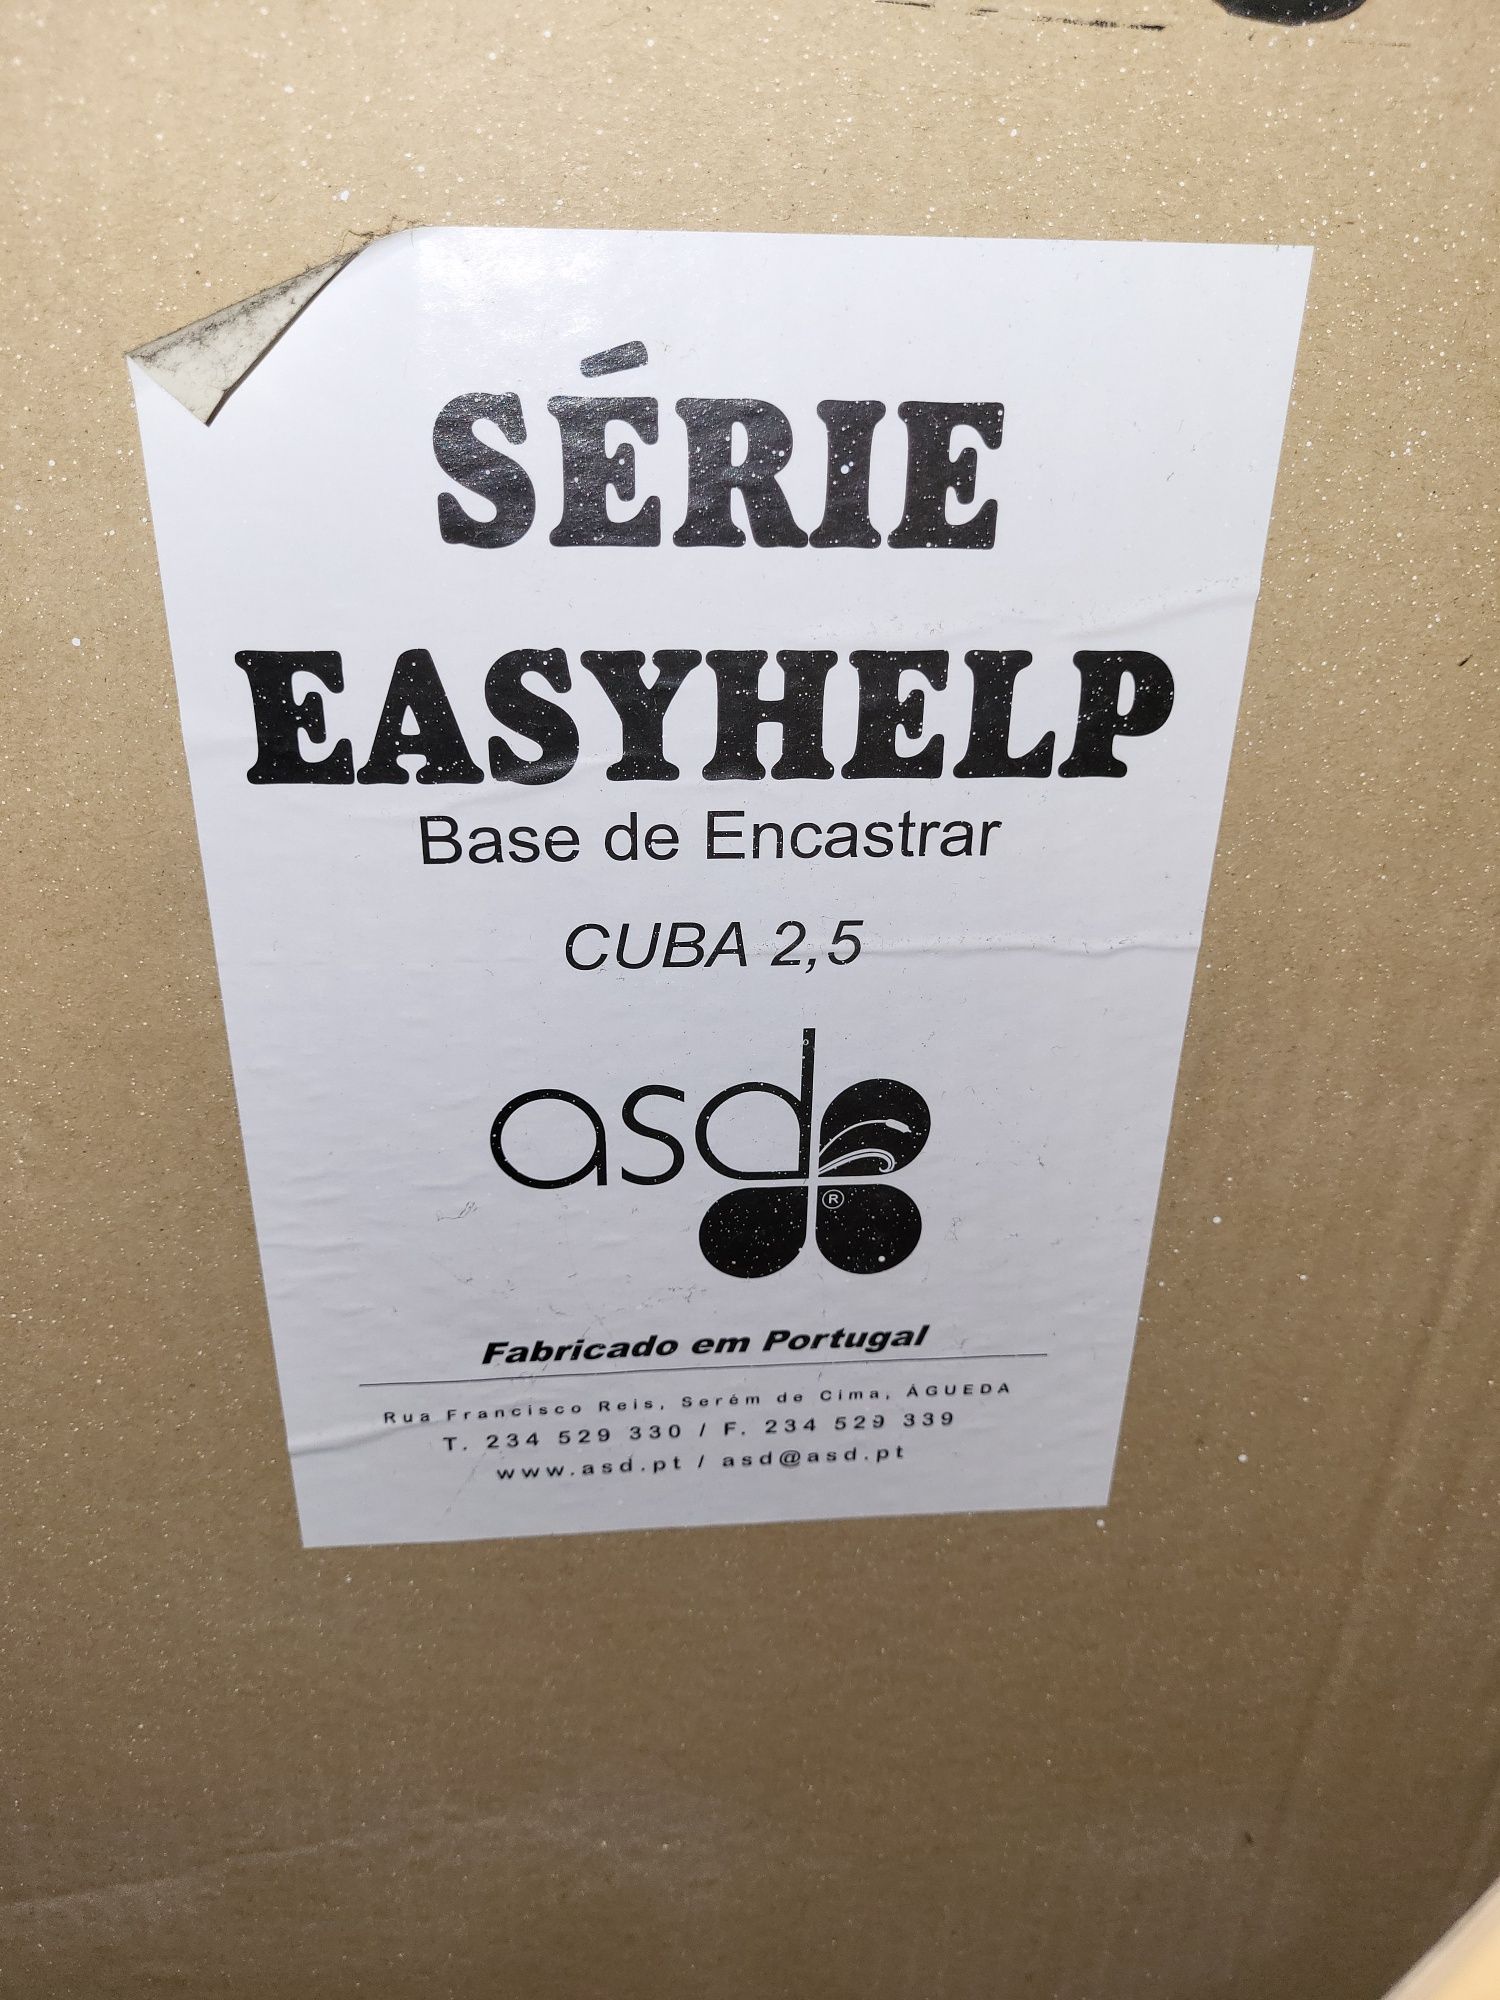 SÉRIE
EASYHELP
Base de Encastrar
CUBA 2,5
asd
®
Fabricado em Portugal
Rua Francisco Reis, Serém de Cima, ÁGUEDA
T. 234 529 330 / F. 234 529 339
www.asd.pt / asd@asd.pt